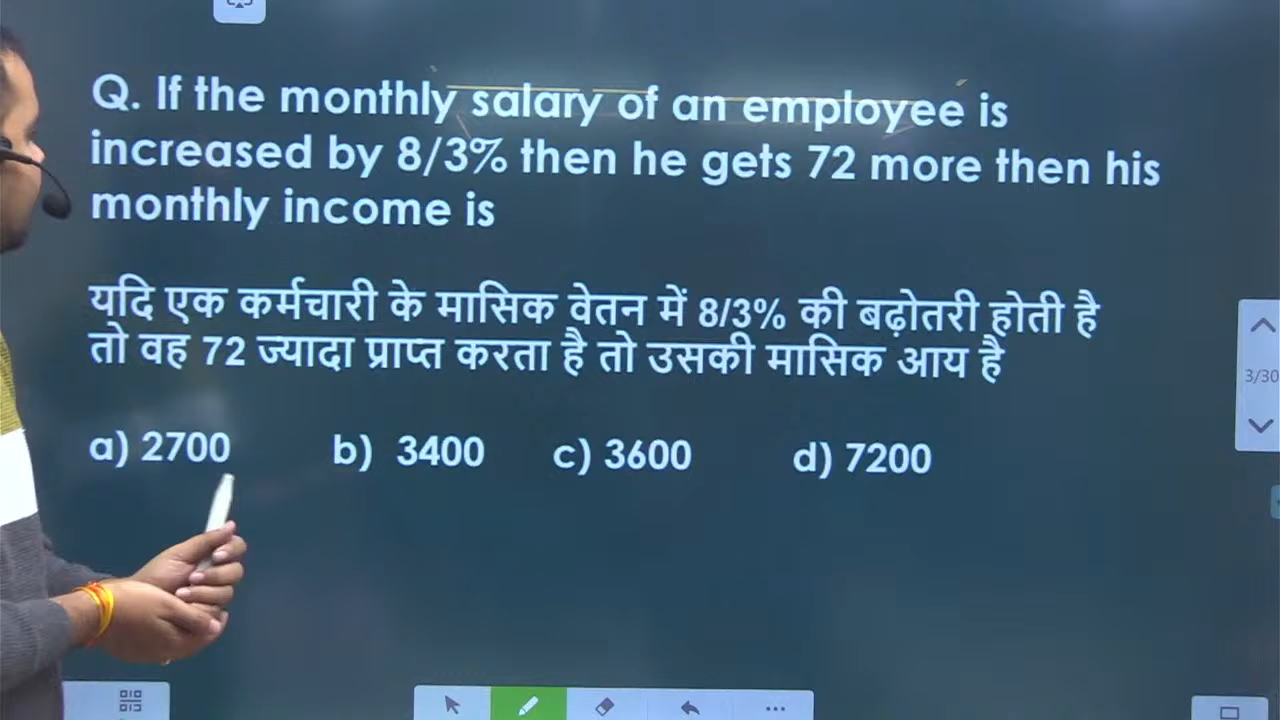 Q. If the monthly salary of an employee is
increased by 8/3% then he gets 72 more then his
monthly income is
यदि एक कर्मचारी के मासिक वेतन में 8/3% की बढ़ोतरी होती है
तो वह 72 ज्यादा प्राप्त करता है तो उसकी मासिक आय है
a) 2700 b) 3400 c) 3600 d) 7200
3/30